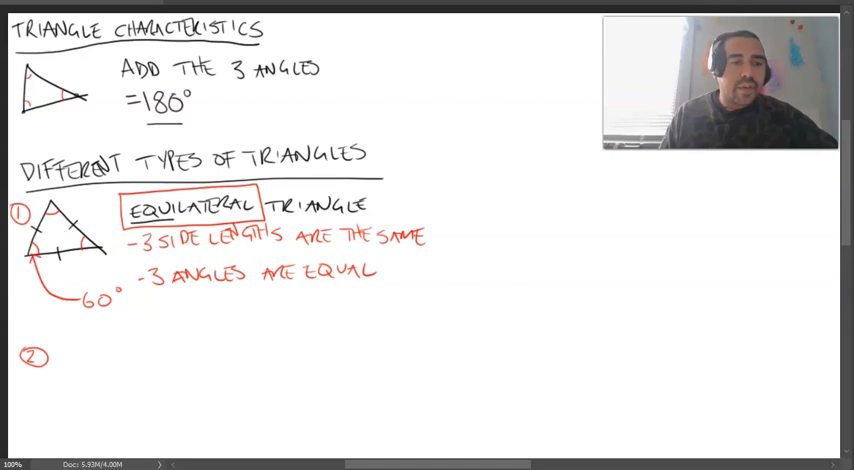 TRIANGLE CHARACTERISTICS
ADD THE 3 ANGLES
=180°
DIFFERENT TYPES OF TRIANGLES
1
EQUILATERAL TRIANGLE
-3 SIDE LENGTHS ARE THE SAME
-3 ANGLES ARE EQUAL
60°
2
100%
Doc: 5.93M/4.00M